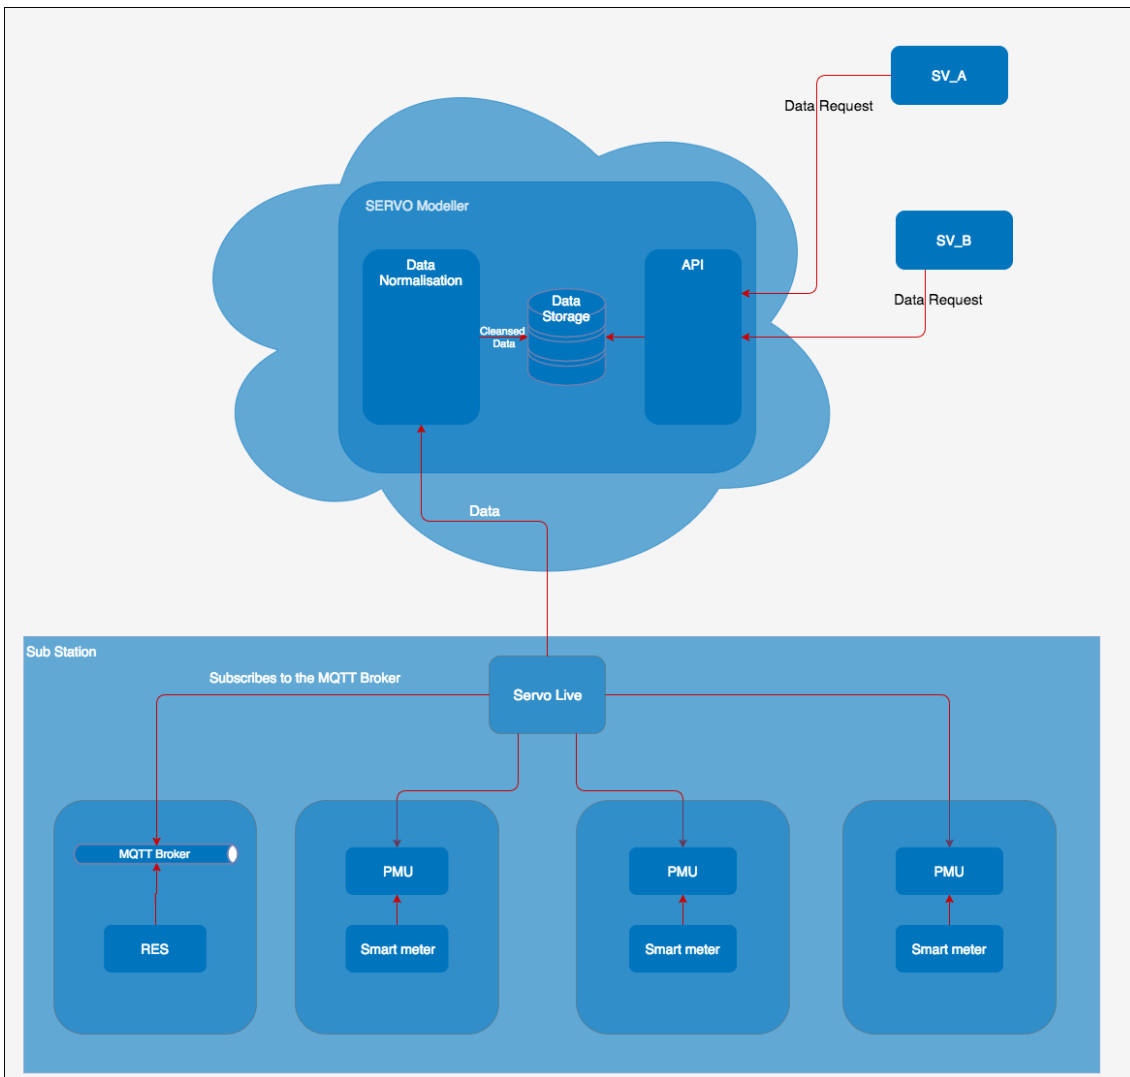 SV_A
Data Request
SERVO Modeller
SV_B
Data
Normalisation
API
Data
Storage
Data Request
Cleansed
Data
Data
Sub Station
Subscribes to the MQTT Broker
Servo Live
MQTT Broker
PMU
PMU
PMU
RES
Smart meter
Smart meter
Smart meter